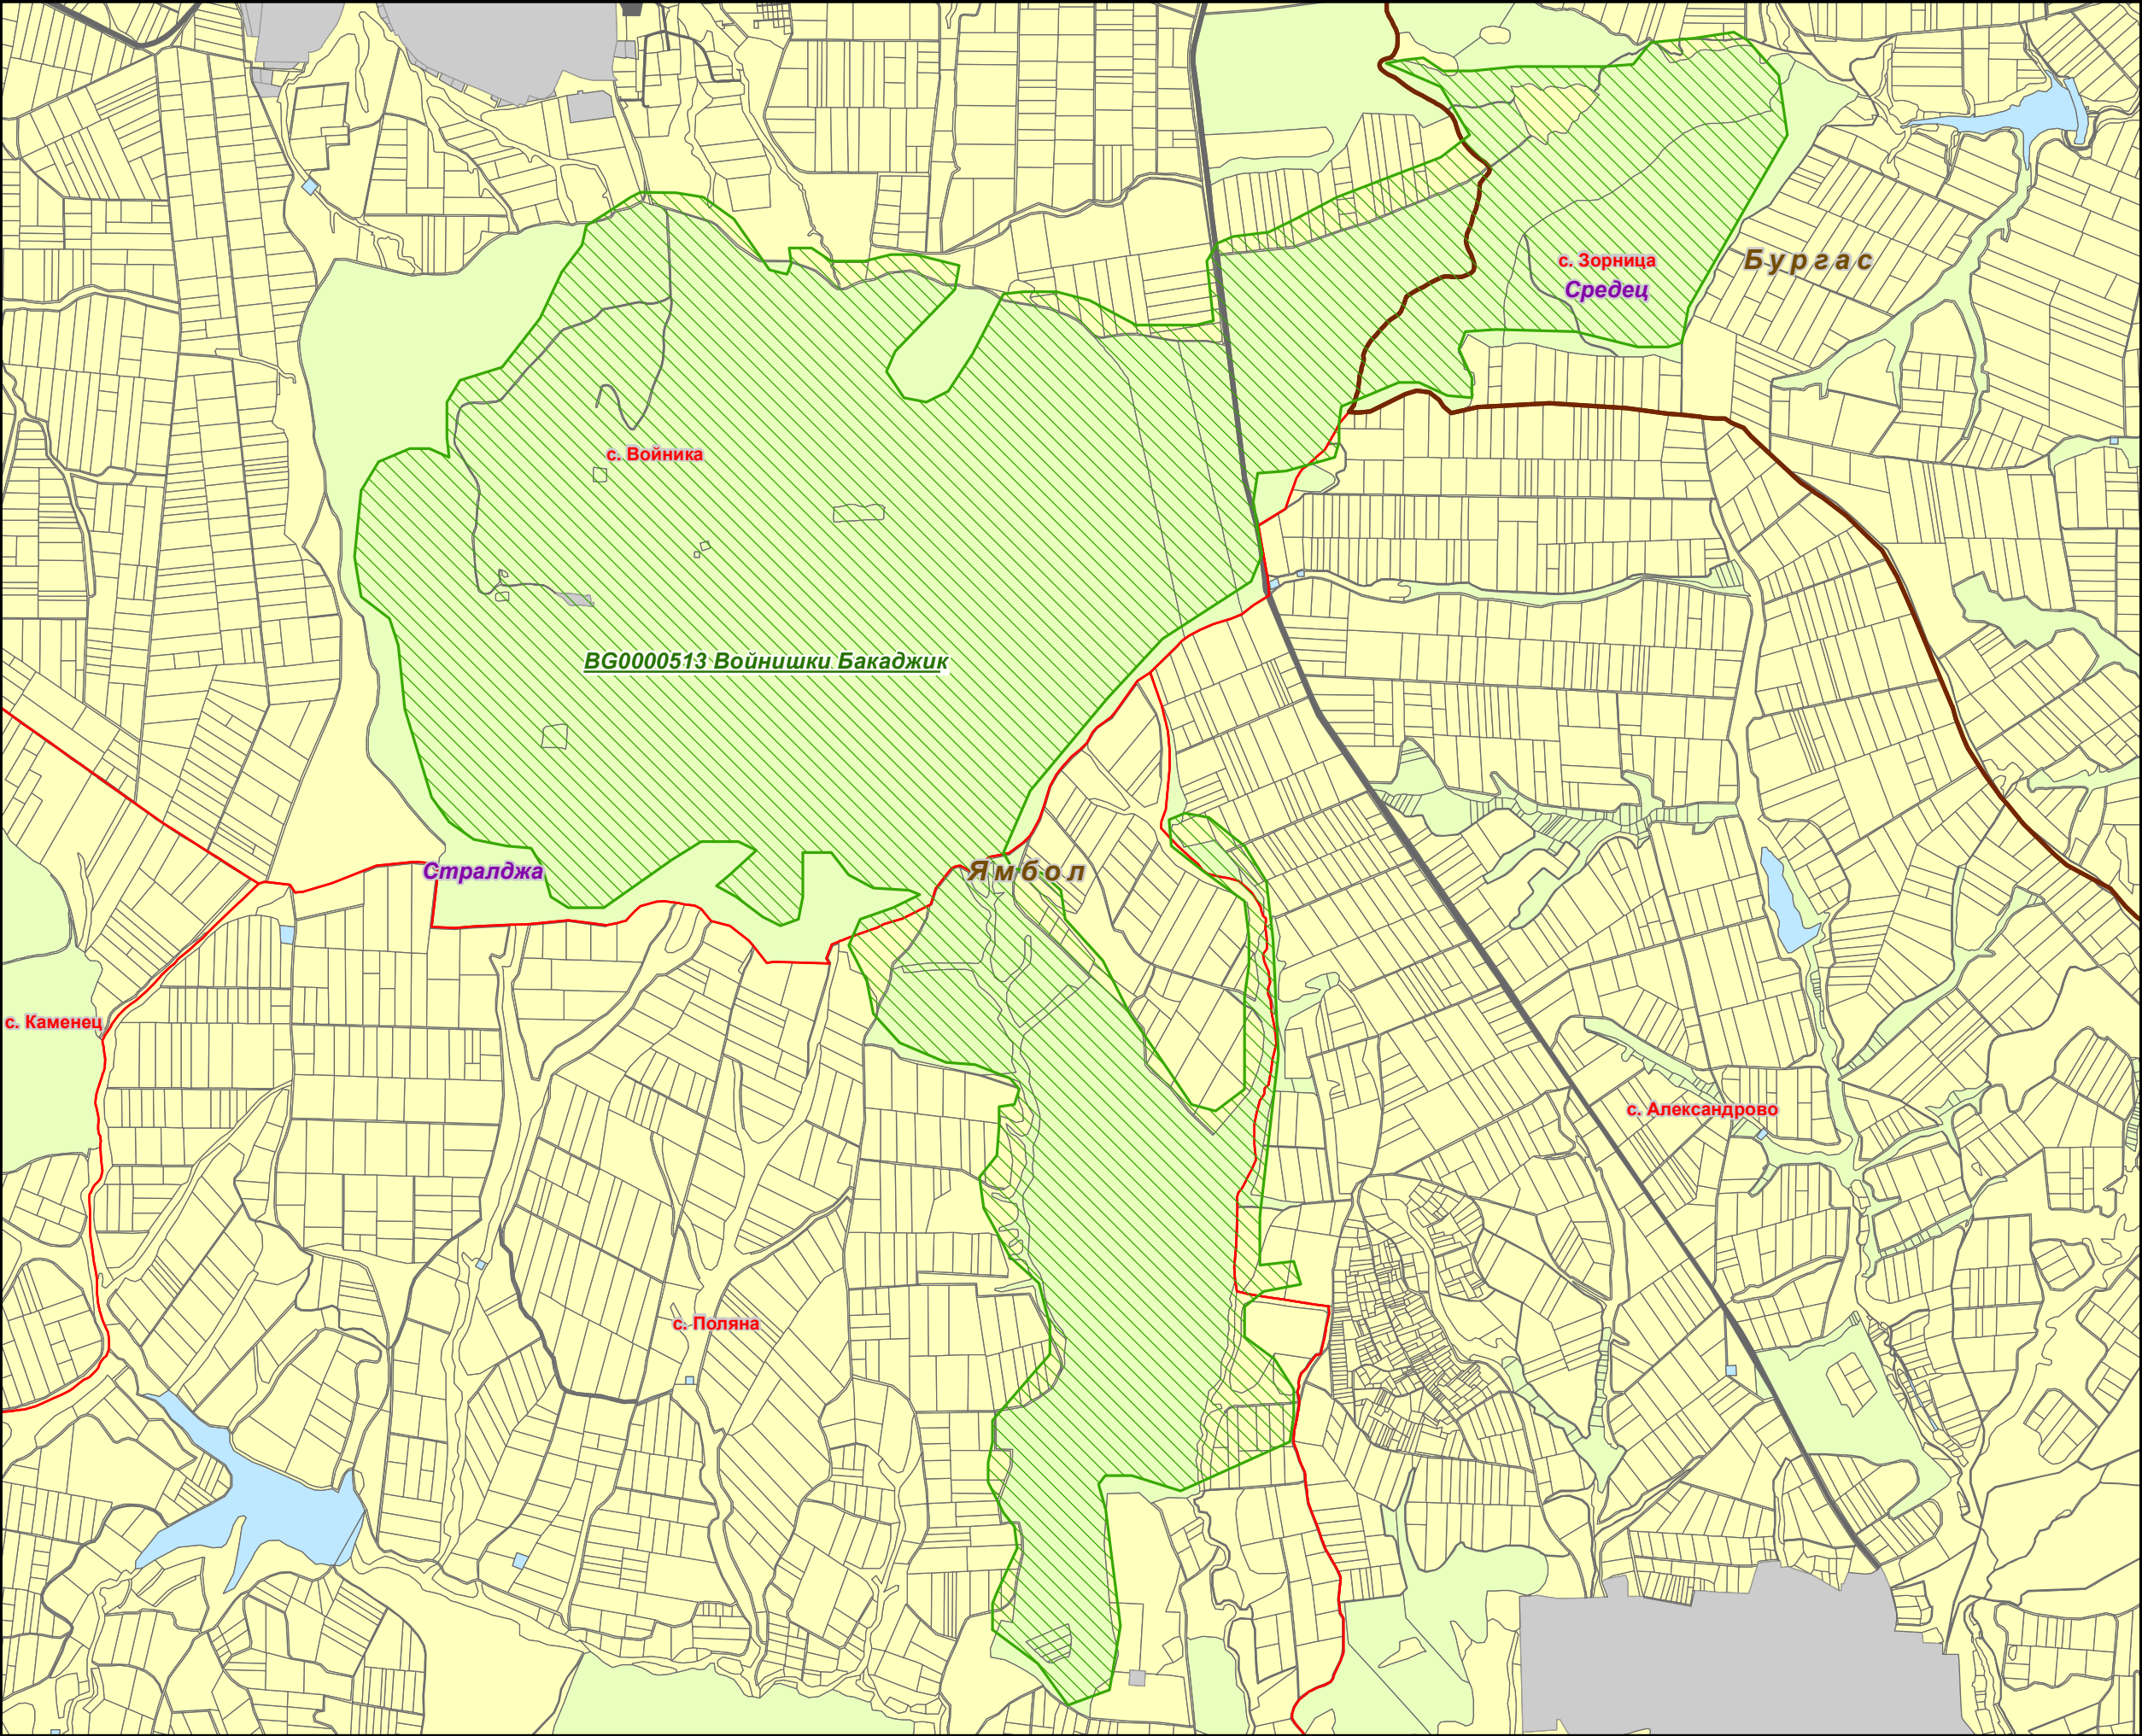 с. Зорница
Бургас
Средец
с. Войника
BG0000513 Войнишки Бакаджик
Стралджа
Ямбол
с. Каменец
с. Александрово
с. Поляна